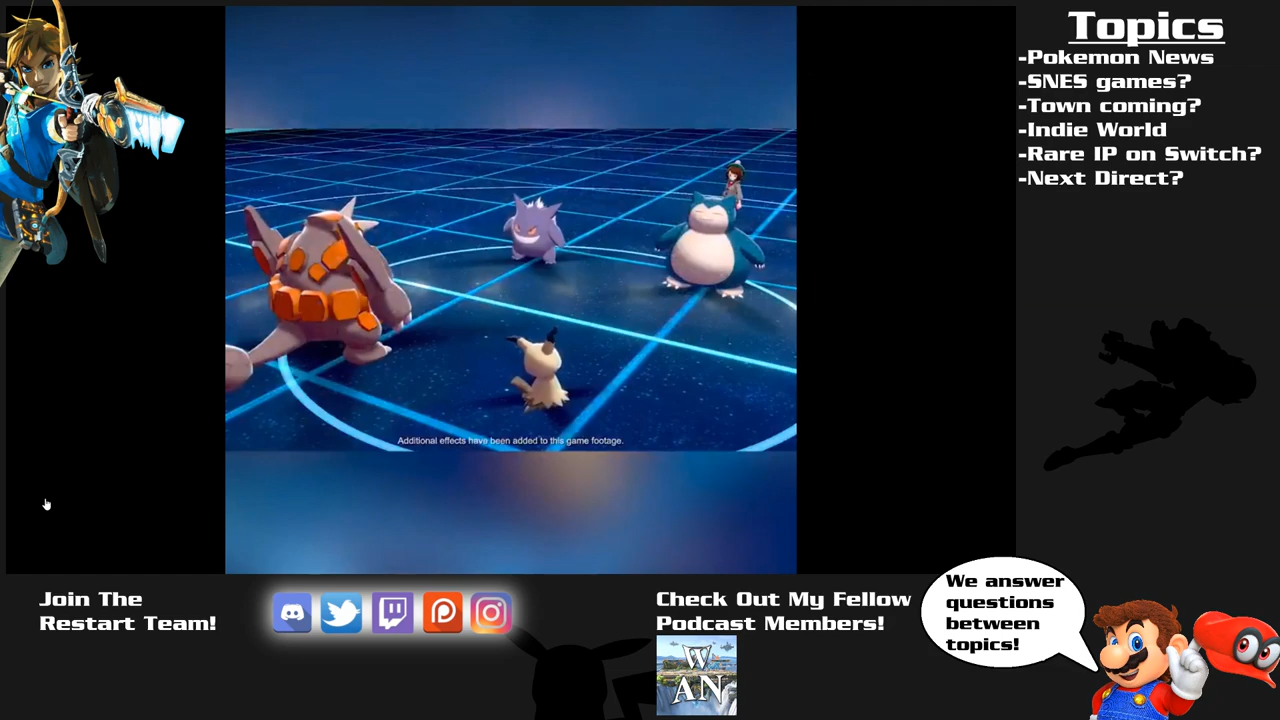 Topics
-Pokemon News
-SNES games?
-Town coming?
-Indie World
-Rare IP on Switch?
-Next Direct?
Additional effects have been added to this game footage.
Join The
Restart Team!
Check Out My Fellow
Podcast Members!
W
AN
We answer
questions
between
topics!